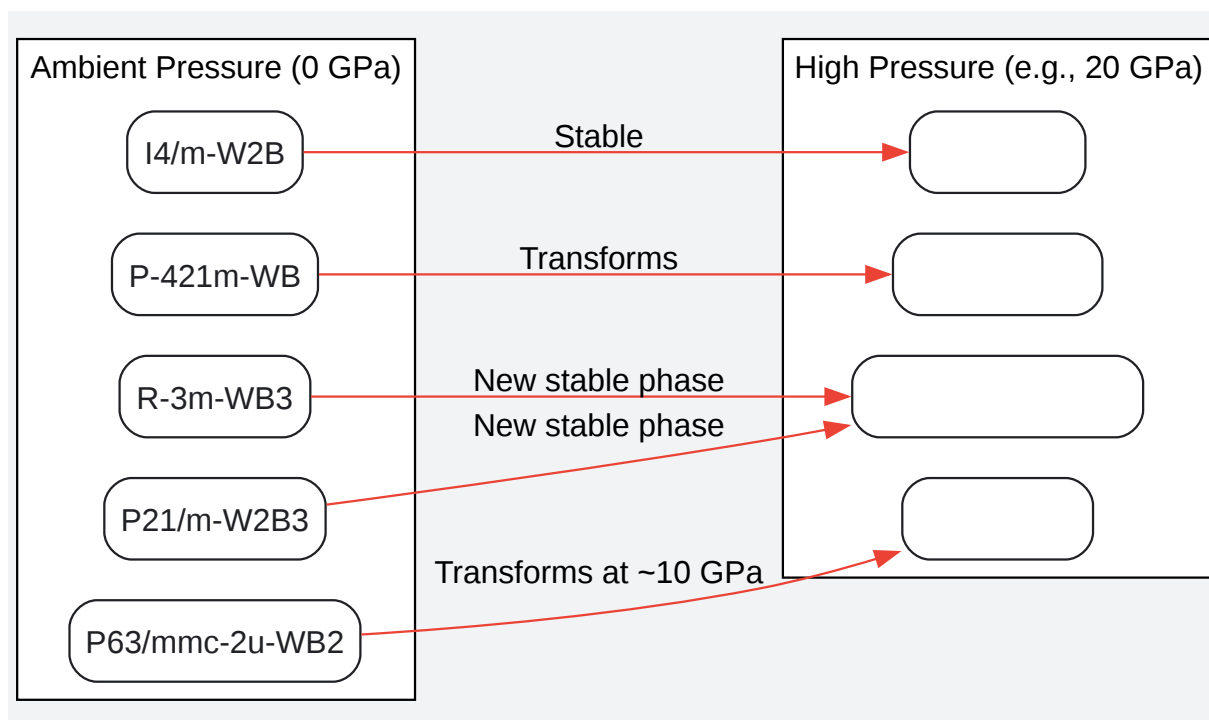 Ambient Pressure (0 GPa)
High Pressure (e.g., 20 GPa)
I4/m-W2B
Stable
P-421m-WB
Transforms
R-3m-WB3
New stable phase
New stable phase
P21/m-W2B3
Transforms at ~10 GPa
P63/mmc-2u-WB2